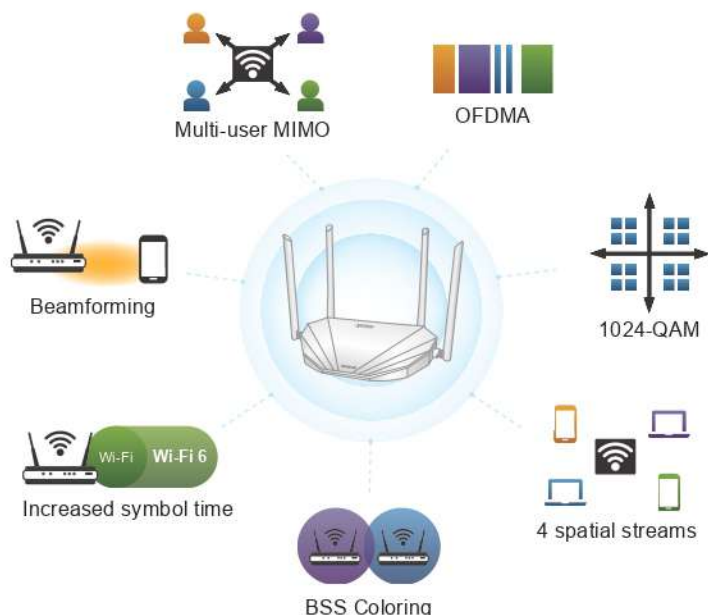 Multi-user MIMO
OFDMA
Beamforming
1024-QAM
Wi-Fi
Wi-Fi 6
Increased symbol time
4 spatial streams
BSS Coloring